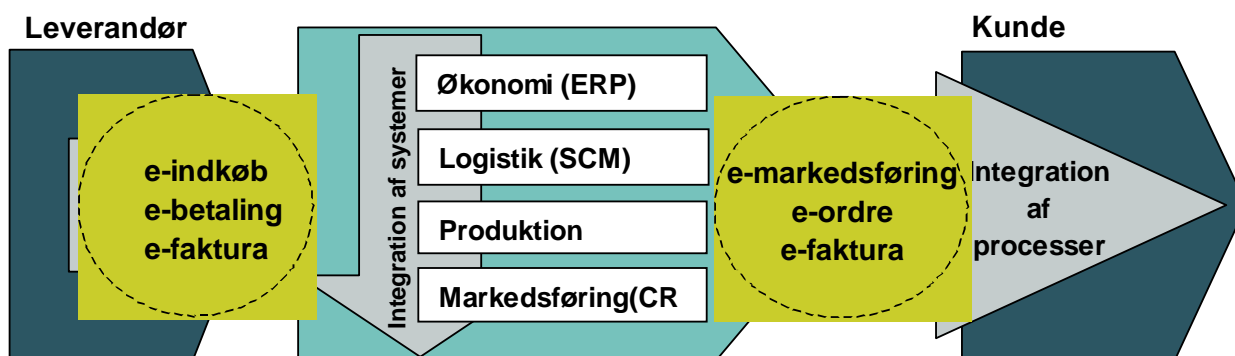 Leverandør
Kunde
e-indkøb
e-betaling
e-faktura
Integration af systemer
Økonomi (ERP)
Logistik (SCM)
Produktion
Markedsføring(CR
e-markedsføring
e-ordre
e-faktura
Integration
af
processer